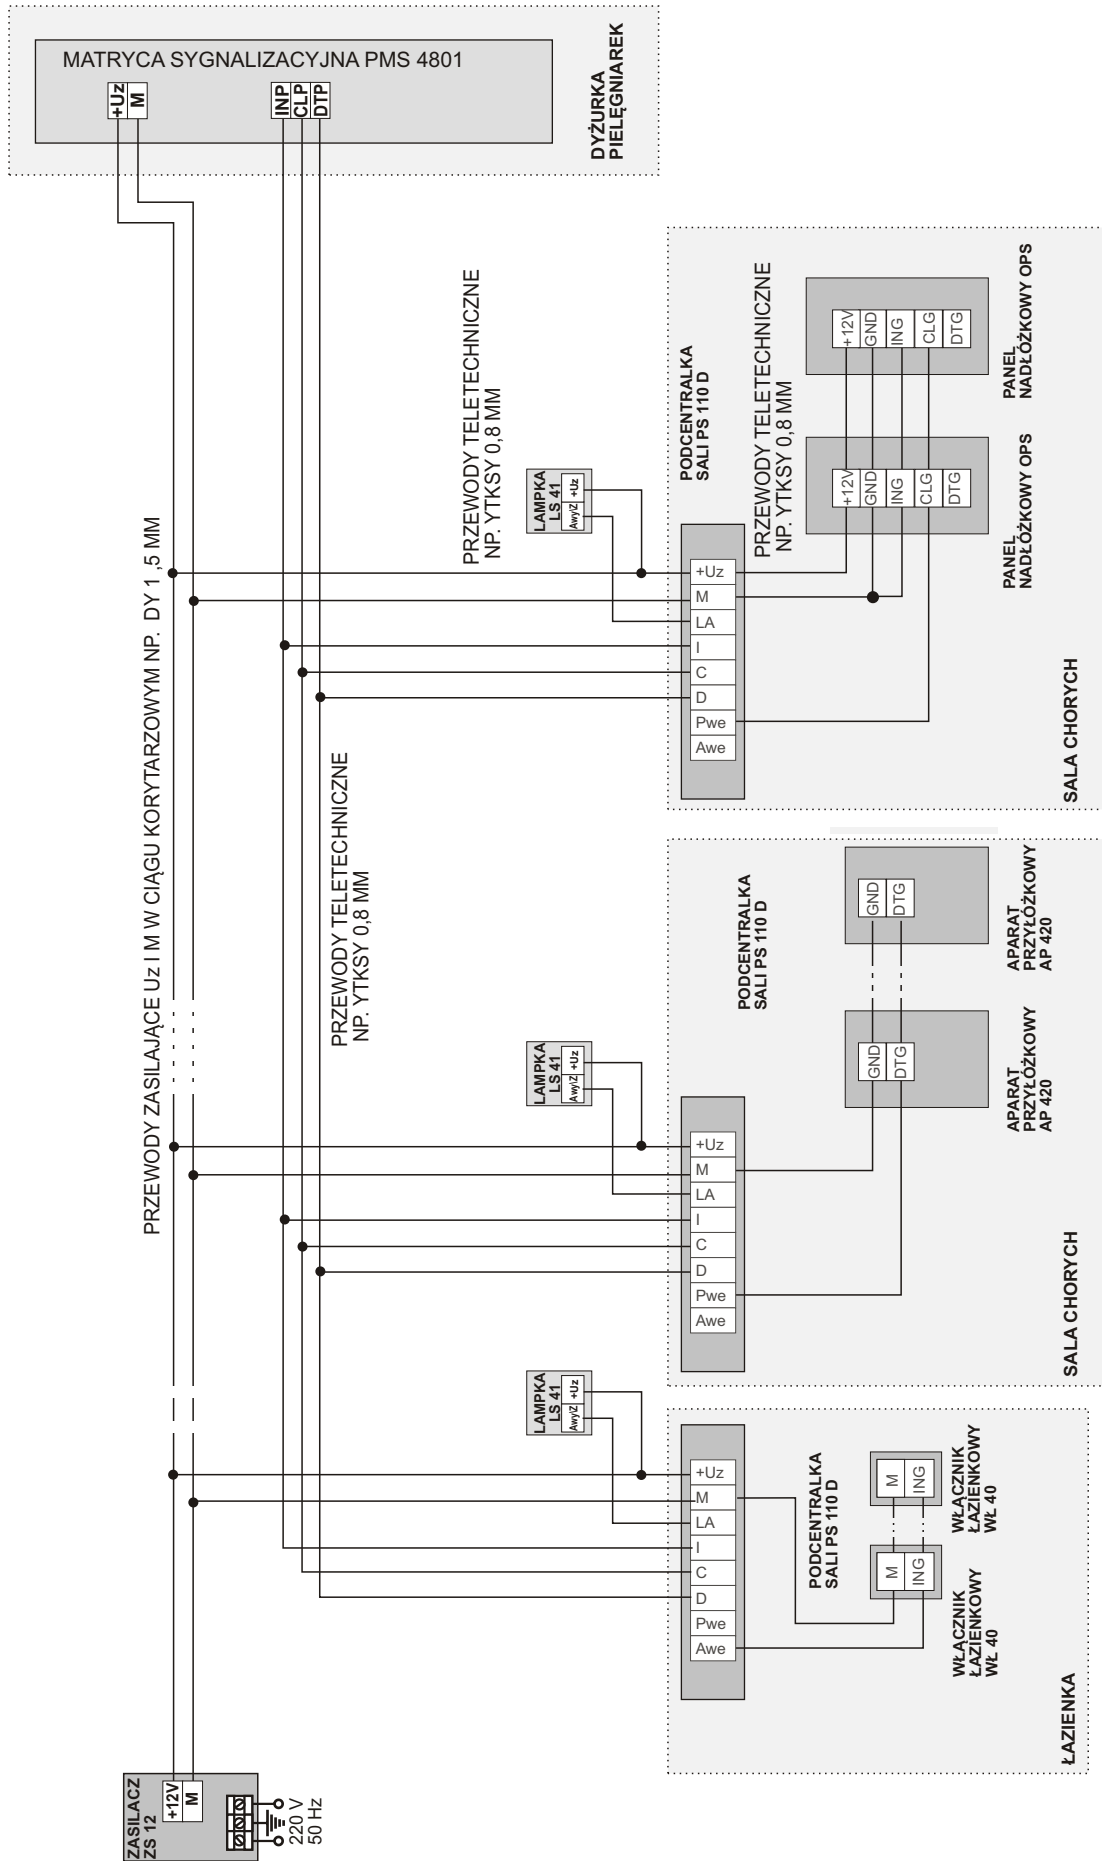 MATRYCA SYGNALIZACYJNA PMS 4801
+Uz
M
INP
CLP
DTP
DYŻURKA
PIELĘGNIAREK
PRZEWODY ZASILAJĄCE Uz I M W CIĄGU KORYTARZOWYM NP. DY 1 ,5 MM
PRZEWODY TELETECHNICZNE
NP. YTKSY 0,8 MM
PRZEWODY TELETECHNICZNE
NP. YTKSY 0,8 MM
LAMPKA
LS 41
Awy\Z
+Uz
PODCENTRALKA
SALI PS 110 D
PRZEWODY TELETECHNICZNE
NP. YTKSY 0,8 MM
+Uz
M
LA
I
C
D
Pwe
Awe
+12V
GND
ING
CLG
DTG
PANEL
NADŁÓŻKOWY OPS
+12V
GND
ING
CLG
DTG
PANEL
NADŁÓŻKOWY OPS
SALA CHORYCH
LAMPKA
LS 41
Awy\Z
+Uz
PODCENTRALKA
SALI PS 110 D
+Uz
M
LA
I
C
D
Pwe
Awe
GND
DTG
APARAT
PRZYŁÓŻKOWY
AP 420
GND
DTG
APARAT
PRZYŁÓŻKOWY
AP 420
SALA CHORYCH
LAMPKA
LS 41
Awy\Z
+Uz
PODCENTRALKA
SALI PS 110 D
+Uz
M
LA
I
C
D
Pwe
Awe
M
ING
WŁĄCZNIK
ŁAZIENKOWY
WŁ 40
M
ING
WŁĄCZNIK
ŁAZIENKOWY
WŁ 40
ŁAZIENKA
ZASILACZ
ZS 12
+12V
M
220 V
50 Hz